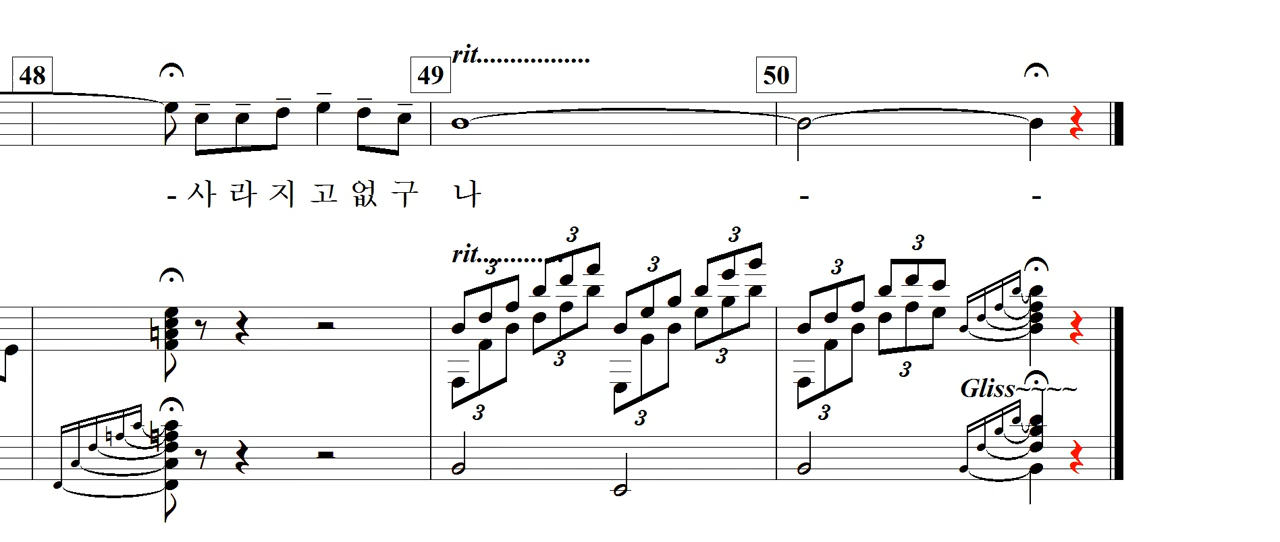 48 49 50
rit..................
- 사 라 지 고 없 구 나 - -
rit.............
3 3 3 3 3 3
3 3 3 3 3 3
Gliss~~~~